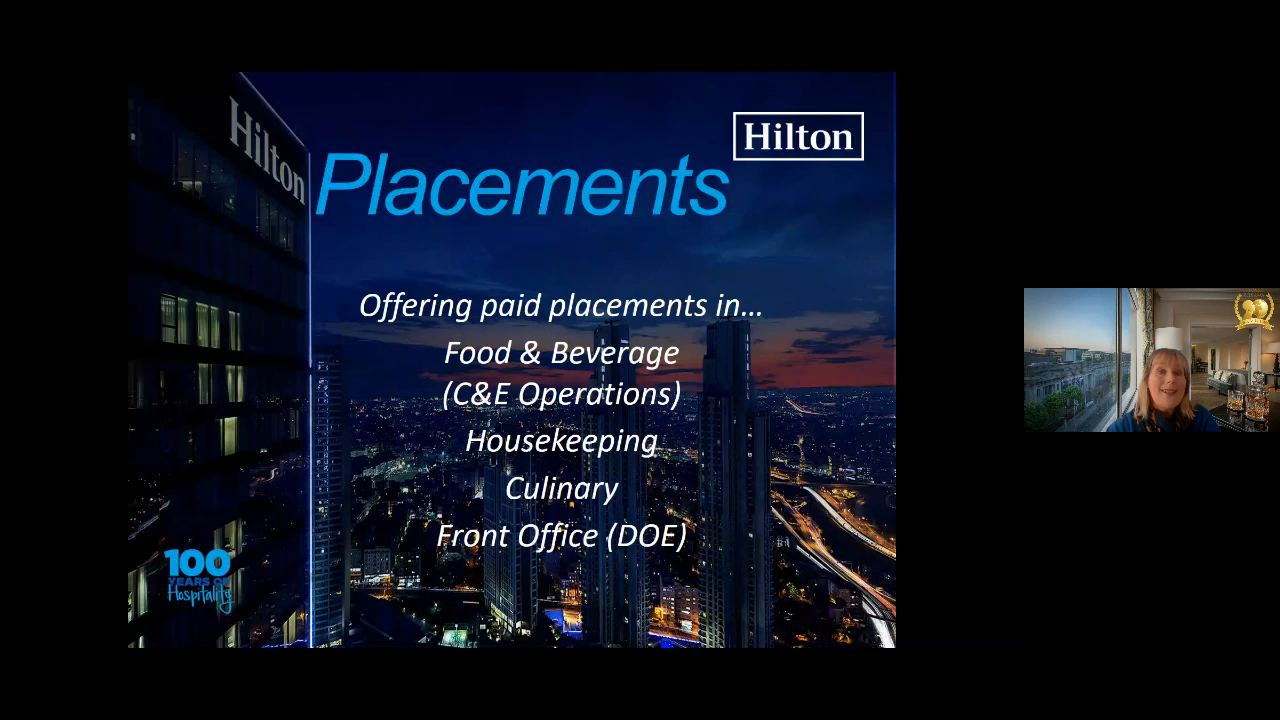 Hilton
Hilton
Placements
Offering paid placements in...
Food & Beverage
(C&E Operations)
Housekeeping
Culinary
Front Office (DOE)
100
YEARS OF
Hospitality